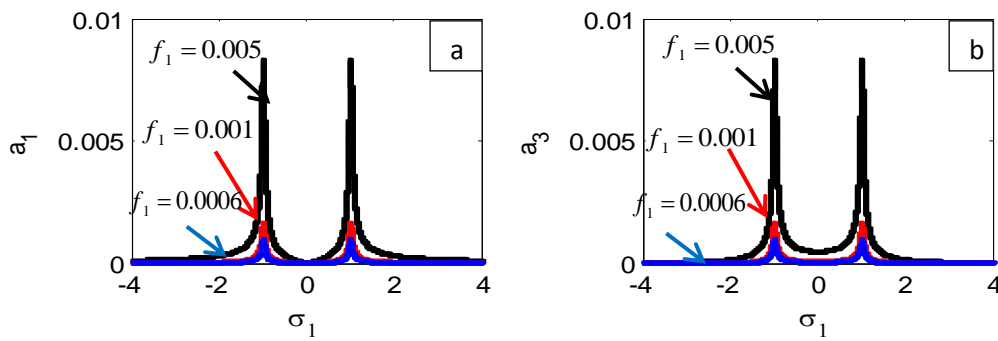 0.01
a
f₁ = 0.005
a₁
0.005
f₁ = 0.001
f₁ = 0.0006
0
-4
-2
0
2
4
σ₁
0.01
b
f₁ = 0.005
a₃
0.005
f₁ = 0.001
f₁ = 0.0006
0
-4
-2
0
2
4
σ₁